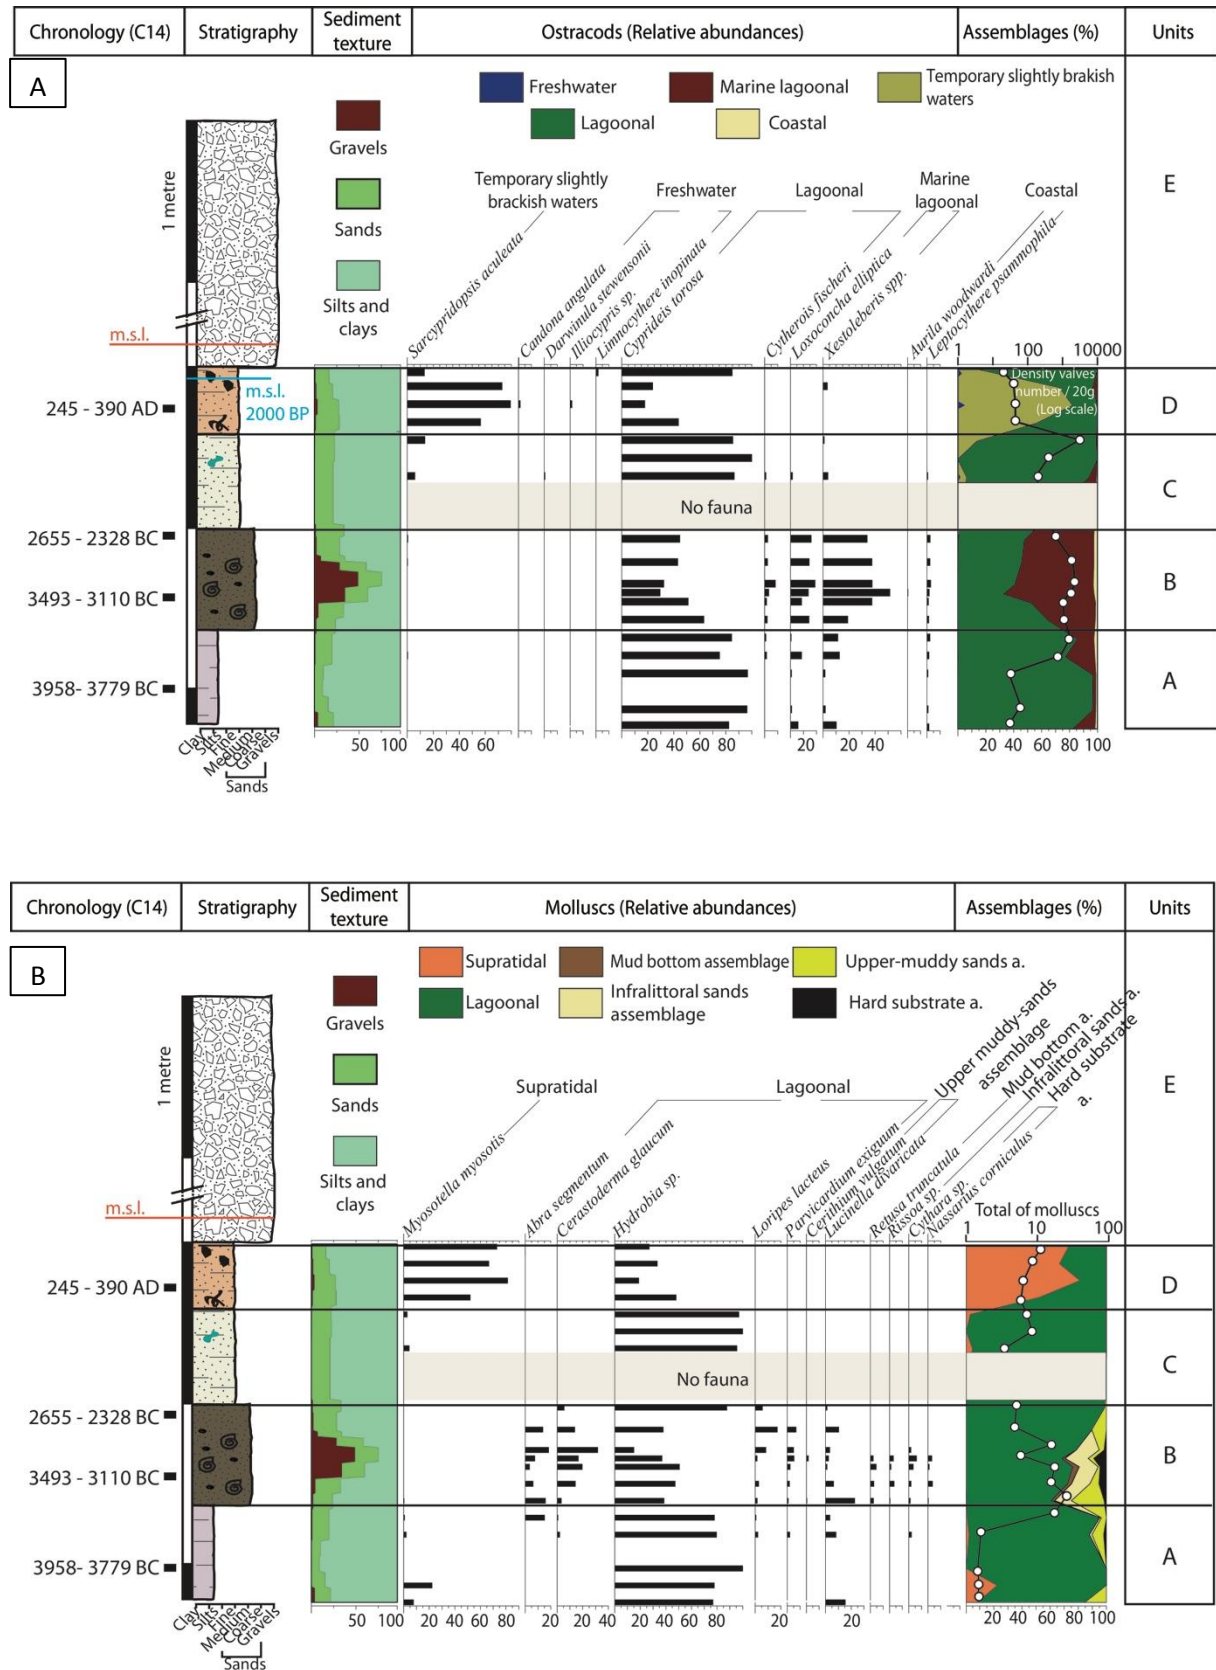 Chronology (C14)
Stratigraphy
Sediment
texture
Ostracods (Relative abundances)
Assemblages (%)
Units
A
Freshwater
Marine lagoonal
Temporary slightly brakish
waters
Lagoonal
Coastal
Gravels
Sands
Silts and
clays
1 metre
m.s.l.
m.s.l.
2000 BP
Temporary slightly
brackish waters
Freshwater
Lagoonal
Marine
lagoonal
Coastal
Sarcypridopsis aculeata
Candona angulata
Darwinula stewensonii
Illiocypris sp.
Limnocythere inopinata
Cyprideis torosa
Cytherois fischeri
Loxoconcha elliptica
Xestoleberis spp.
Aurila woodwardi
Leptocythere psammophila
1 100 10000
Density valves
number / 20g
(Log scale)
E
D
C
B
A
245 - 390 AD
2655 - 2328 BC
3493 - 3110 BC
3958- 3779 BC
No fauna
Clay
Silts
Fine
Medium
Coarse
Gravels
Sands
50 100
20 40 60 80
20 40 60 80
20 40
20 40 60 80 100
Chronology (C14)
Stratigraphy
Sediment
texture
Molluscs (Relative abundances)
Assemblages (%)
Units
B
Supratidal
Mud bottom assemblage
Upper-muddy sands a.
Lagoonal
Infralittoral sands
assemblage
Hard substrate a.
Gravels
Sands
Silts and
clays
1 metre
m.s.l.
Supratidal
Lagoonal
Upper muddy-sands
assemblage
Mud bottom a.
Infralittoral sands a.
Hard substrate
a.
Myosotella myosotis
Abra segmentum
Cerastoderma glaucum
Hydrobia sp.
Loripes lacteus
Parvicardium exiguum
Cerithium vulgatum
Lucinella divaricata
Retusa truncatula
Rissoa sp.
Cythara sp.
Nassarius corniculus
Total of molluscs
1 10 100
E
D
C
B
A
245 - 390 AD
2655 - 2328 BC
3493 - 3110 BC
3958- 3779 BC
No fauna
Clay
Silts
Fine
Medium
Coarse
Gravels
Sands
50 100
20 40 60 80
20
20
20 40 60 80
20
20
20 40 60 80 100